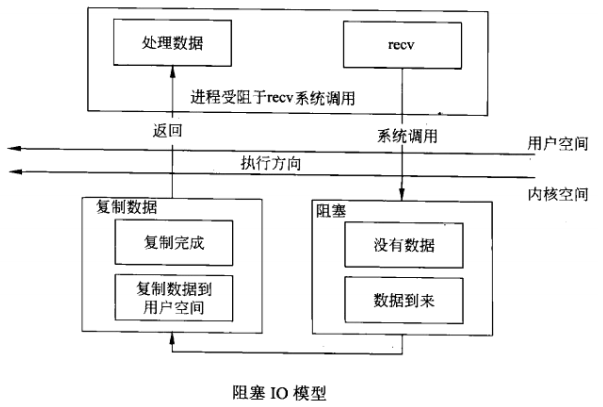 处理数据
recv
进程受阻于recv系统调用
返回
系统调用
用户空间
执行方向
内核空间
复制数据
阻塞
复制完成
没有数据
复制数据到
用户空间
数据到来
阻塞 IO 模型